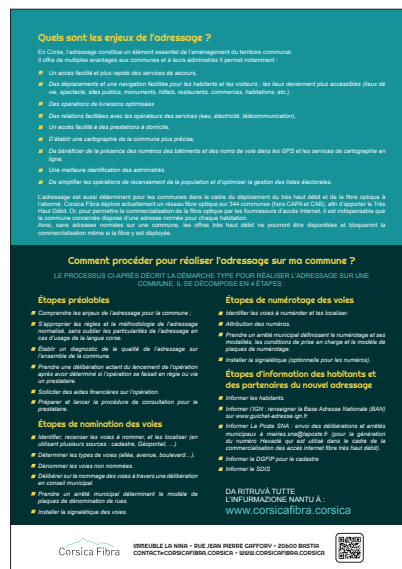 Quels sont les enjeux de l'adressage ?
En Corse, l'adressage constitue un élément essentiel de l'aménagement du territoire communal.
Il offre de multiples avantages aux communes et à leurs administrés Il permet notamment :
Un accès facilité et plus rapide des services de secours,
Des déplacements et une navigation facilitée pour les habitants et les visiteurs : les lieux deviennent plus accessibles (lieux de
vie, spectacle, sites publics, monuments, hôtels, restaurants, commerces, habitations, etc.),
Des opérations de livraisons optimisées
Des relations facilitées avec les opérateurs des services (eau, électricité, télécommunication),
Un accès facilité à des prestations à domicile,
D'établir une cartographie de la commune plus précise,
De bénéficier de la présence des numéros des bâtiments et des noms de voie dans les GPS et les services de cartographie en
ligne,
Une meilleure identification des administrés
De simplifier les opérations de recensement de la population et d'optimiser la gestion des listes électorales.
L'adressage est aussi déterminant pour les communes dans le cadre du déploiement du très haut débit et de la fibre optique à
l'abonné. Corsica Fibra déploie actuellement un réseau fibre optique sur 344 communes (hors CAPA et CAB), afin d'apporter le Très
Haut Débit. Or, pour permettre la commercialisation de la fibre optique par les fournisseurs d'accès Internet, il est indispensable que
la commune concernée dispose d'une adresse normée pour chaque habitation.
Ainsi, sans adresses normées sur une commune, les offres très haut débit ne pourront être disponibles et bloqueront la
commercialisation même si la fibre y est déployée.
Comment procéder pour réaliser l'adressage sur ma commune ?
LE PROCESSUS CI-APRÈS DÉCRIT LA DÉMARCHE TYPE POUR RÉALISER L'ADRESSAGE SUR UNE
COMMUNE. IL SE DÉCOMPOSE EN 4 ÉTAPES :
Étapes préalables
Comprendre les enjeux de l'adressage pour la commune ;
S'approprier les règles et la méthodologie de l'adressage
normalisé, sans oublier les particularités de l'adressage en
cas d'usage de la langue corse.
Etablir un diagnostic de la qualité de l'adressage sur
l'ensemble de la commune.
Prendre une délibération actant du lancement de l'opération
après avoir déterminé si l'opération se faisait en régie ou via
un prestataire.
Solliciter des aides financières sur l'opération.
Préparer et lancer la procédure de consultation pour le
prestataire.
Étapes de nomination des voies
Identifier, recenser les voies à nommer, et les localiser (en
utilisant plusieurs sources : cadastre, Géoportail, …)
Déterminer les types de voies (allée, avenue, boulevard…).
Dénommer les voies non nommées.
Délibérer sur le nommage des voies à travers une délibération
en conseil municipal.
Prendre un arrêté municipal déterminant le modèle de
plaques de dénomination de rues.
Installer la signalétique des voies.
Étapes de numérotage des voies
Identifier les voies à numéroter et les localiser.
Attribution des numéros.
Prendre un arrêté municipal définissant le numérotage et ses
modalités, les conditions de prise en charge et le modèle de
plaques de numérotage.
Installer la signalétique (optionnelle pour les numéros).
Étapes d'information des habitants et
des partenaires du nouvel adressage
Informer les habitants.
Informer l'IGN : renseigner la Base Adresse Nationale (BAN)
sur www.guichet-adresse.ign.fr
Informer La Poste SNA : envoi des délibérations et arrêtés
municipaux à mairies.sna@laposte.fr (pour la génération
du numéro Hexaclé qui est utilisé dans le cadre de la
commercialisation des accès internet fibre très haut débit).
Informer la DGFIP pour le cadastre
Informer le SDIS
DA RITRUVÀ TUTTE
L'INFORMAZIONE NANTU À :
www.corsicafibra.corsica
Corsica Fibra
IMMEUBLE LA NINA - RUE JEAN PIERRE GAFFORY - 20600 BASTIA
CONTACT@CORSICAFIBRA.CORSICA - WWW.CORSICAFIBRA.CORSICA